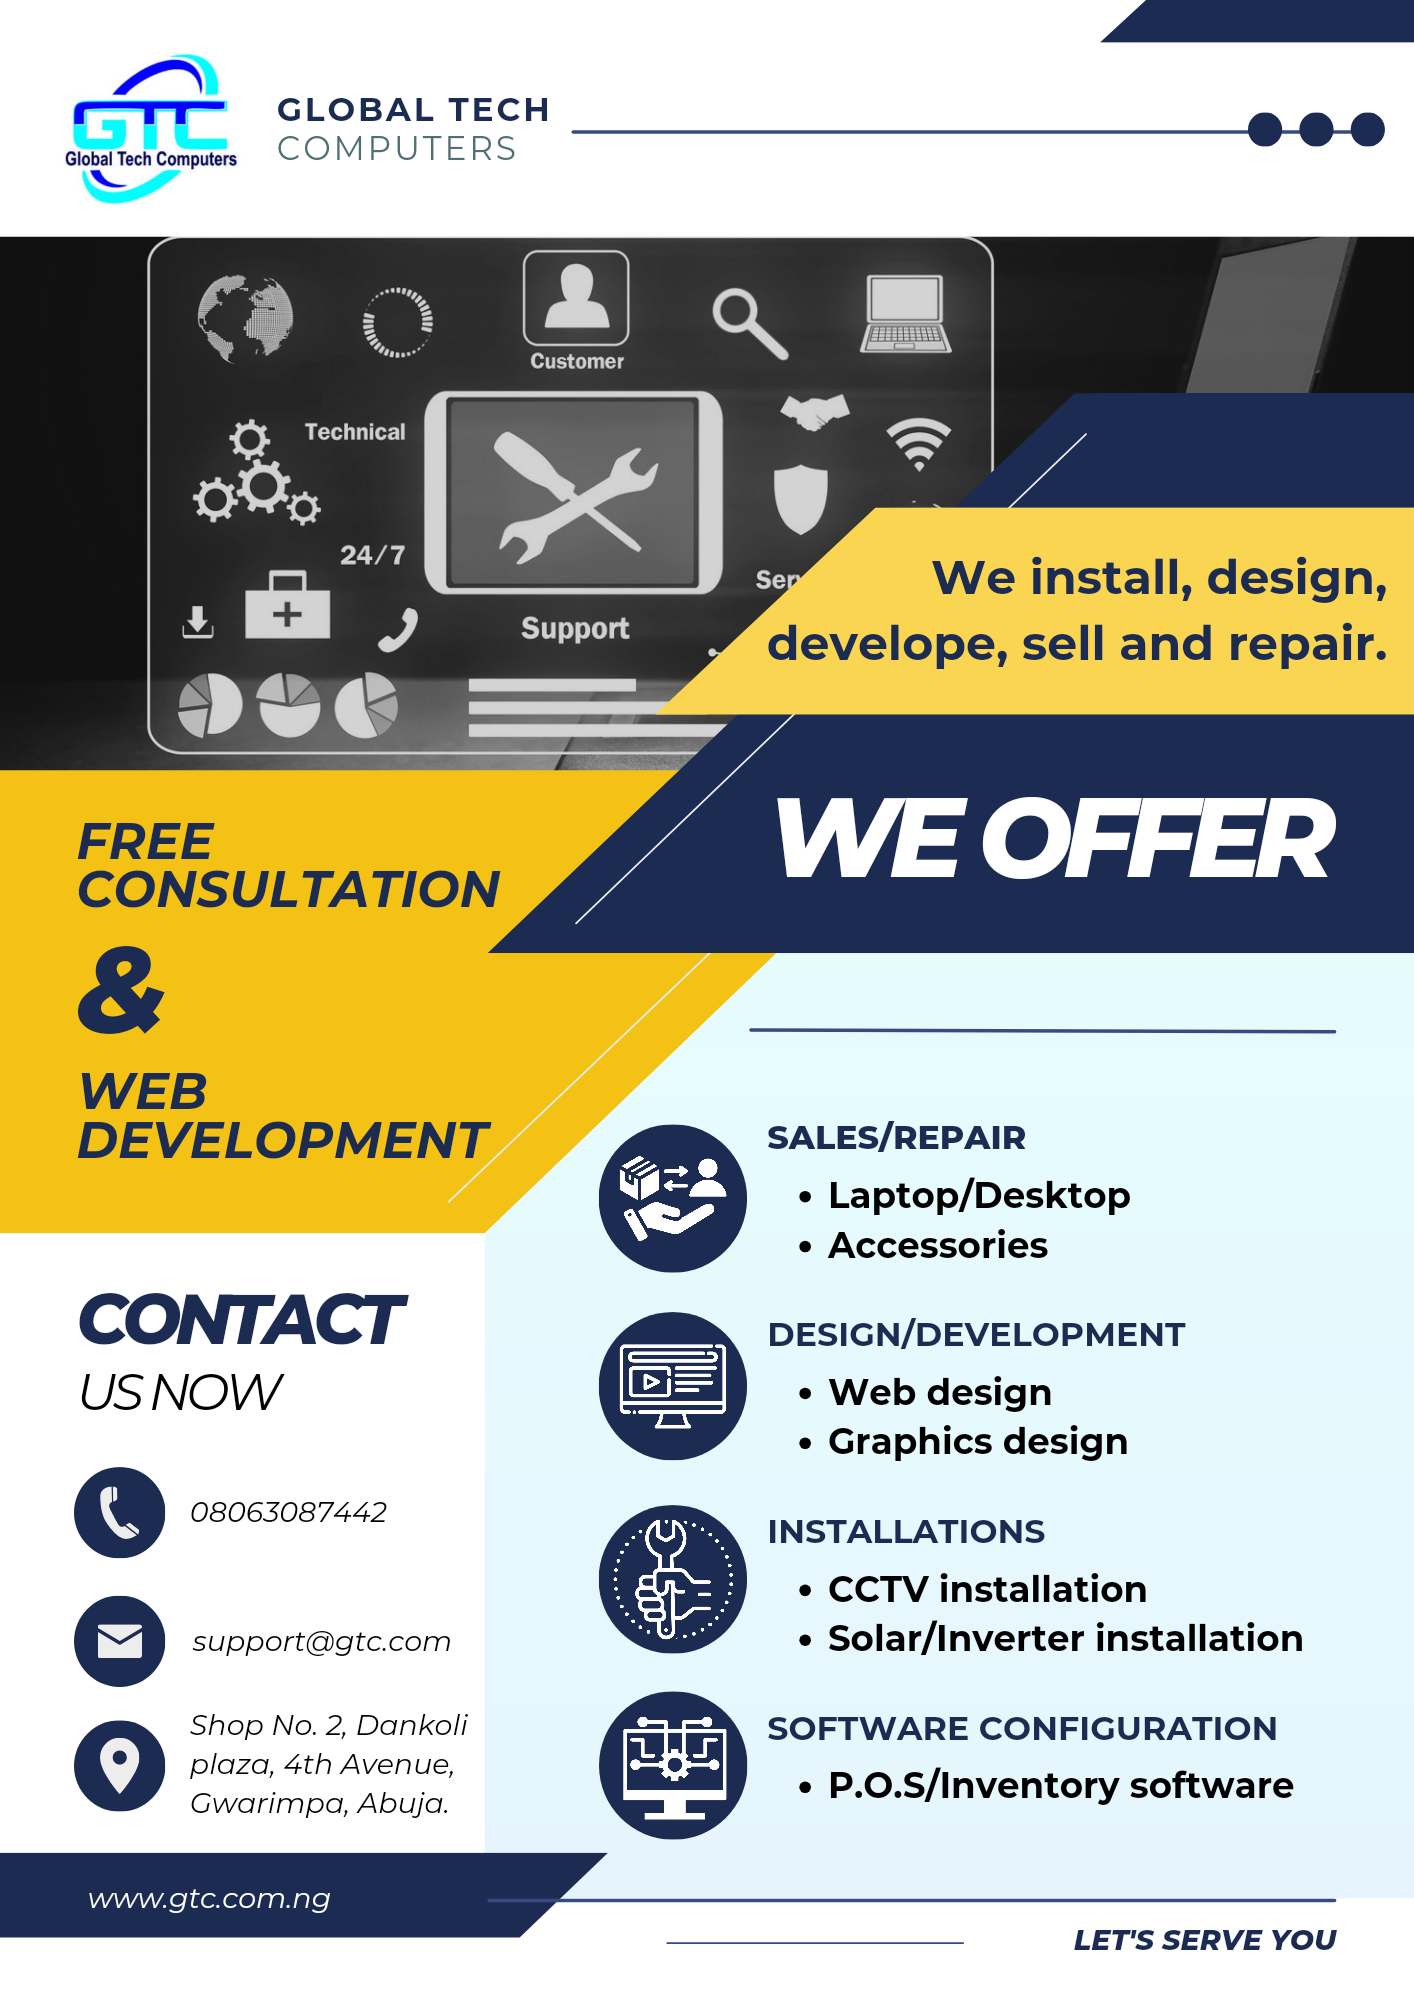 GTC
Global Tech Computers
GLOBAL TECH
COMPUTERS
Customer
Technical
24/7
Support
We install, design,
develope, sell and repair.
WE OFFER
FREE
CONSULTATION
&
WEB
DEVELOPMENT
SALES/REPAIR
• Laptop/Desktop
• Accessories
DESIGN/DEVELOPMENT
• Web design
• Graphics design
INSTALLATIONS
• CCTV installation
• Solar/Inverter installation
SOFTWARE CONFIGURATION
• P.O.S/Inventory software
CONTACT
US NOW
08063087442
support@gtc.com
Shop No. 2, Dankoli
plaza, 4th Avenue,
Gwarimpa, Abuja.
www.gtc.com.ng
LET'S SERVE YOU